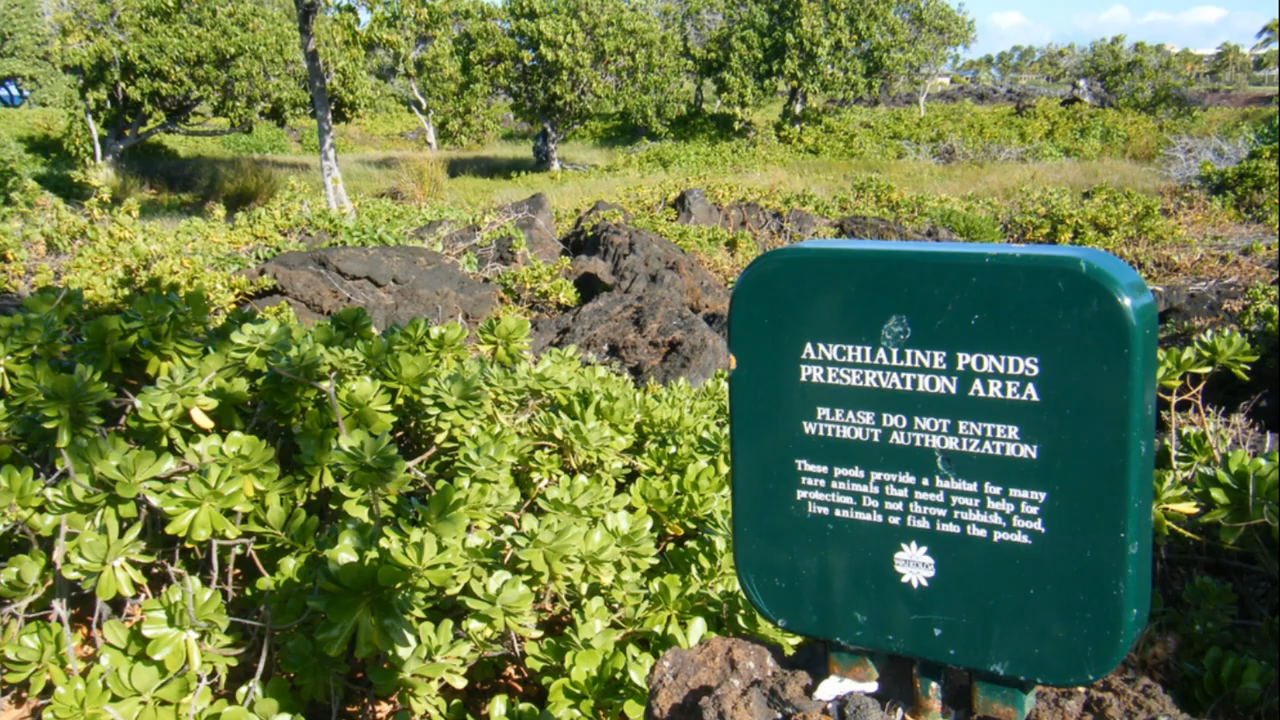 ANCHIALINE PONDS
PRESERVATION AREA
PLEASE DO NOT ENTER
WITHOUT AUTHORIZATION
These pools provide a habitat for many
rare animals that need your help for
protection. Do not throw rubbish, food,
live animals or fish into the pools.
WAIKOLOA